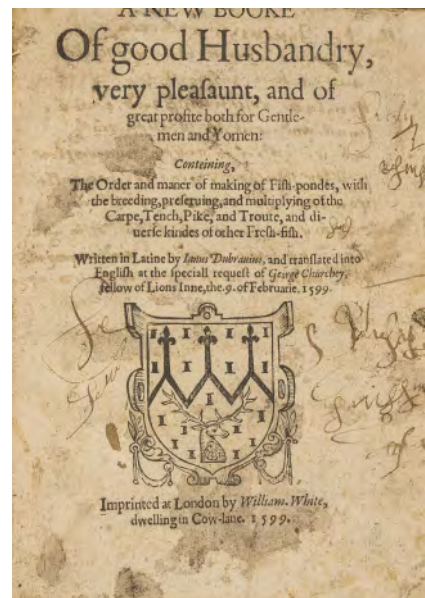 A NEW BOOKE
Of good Husbandry,
very pleaſaunt, and of
great profite both for Gentle-
men and Yomen:
Conteining,
The Order and maner of making of Fiſh-pondes, with
the breeding, preſeruing, and multiplying of the
Carpe, Tench, Pike, and Troute, and di-
uerſe kindes of other Freſh-fiſh.
Written in Latine by Ianus Dubrauius, and tranſlated into
Engliſh at the ſpeciall requeſt of George Churchey,
fellow of Lions Inne, the. 9. of Februarie. 1599.
Imprinted at London by William. White,
dwelling in Cow-lane. 1599.